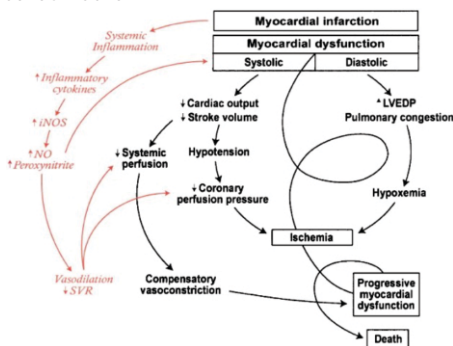 Myocardial infarction
Myocardial dysfunction
Systolic
Diastolic
Systemic
Inflammation
↑Inflammatory
cytokines
↑iNOS
↑NO
↑Peroxynitrite
Vasodilation
↓SVR
↓Cardiac output
↓Stroke volume
↓Systemic
perfusion
Hypotension
↓Coronary
perfusion pressure
Compensatory
vasoconstriction
↑LVEDP
Pulmonary congestion
Hypoxemia
Ischemia
Progressive
myocardial
dysfunction
Death